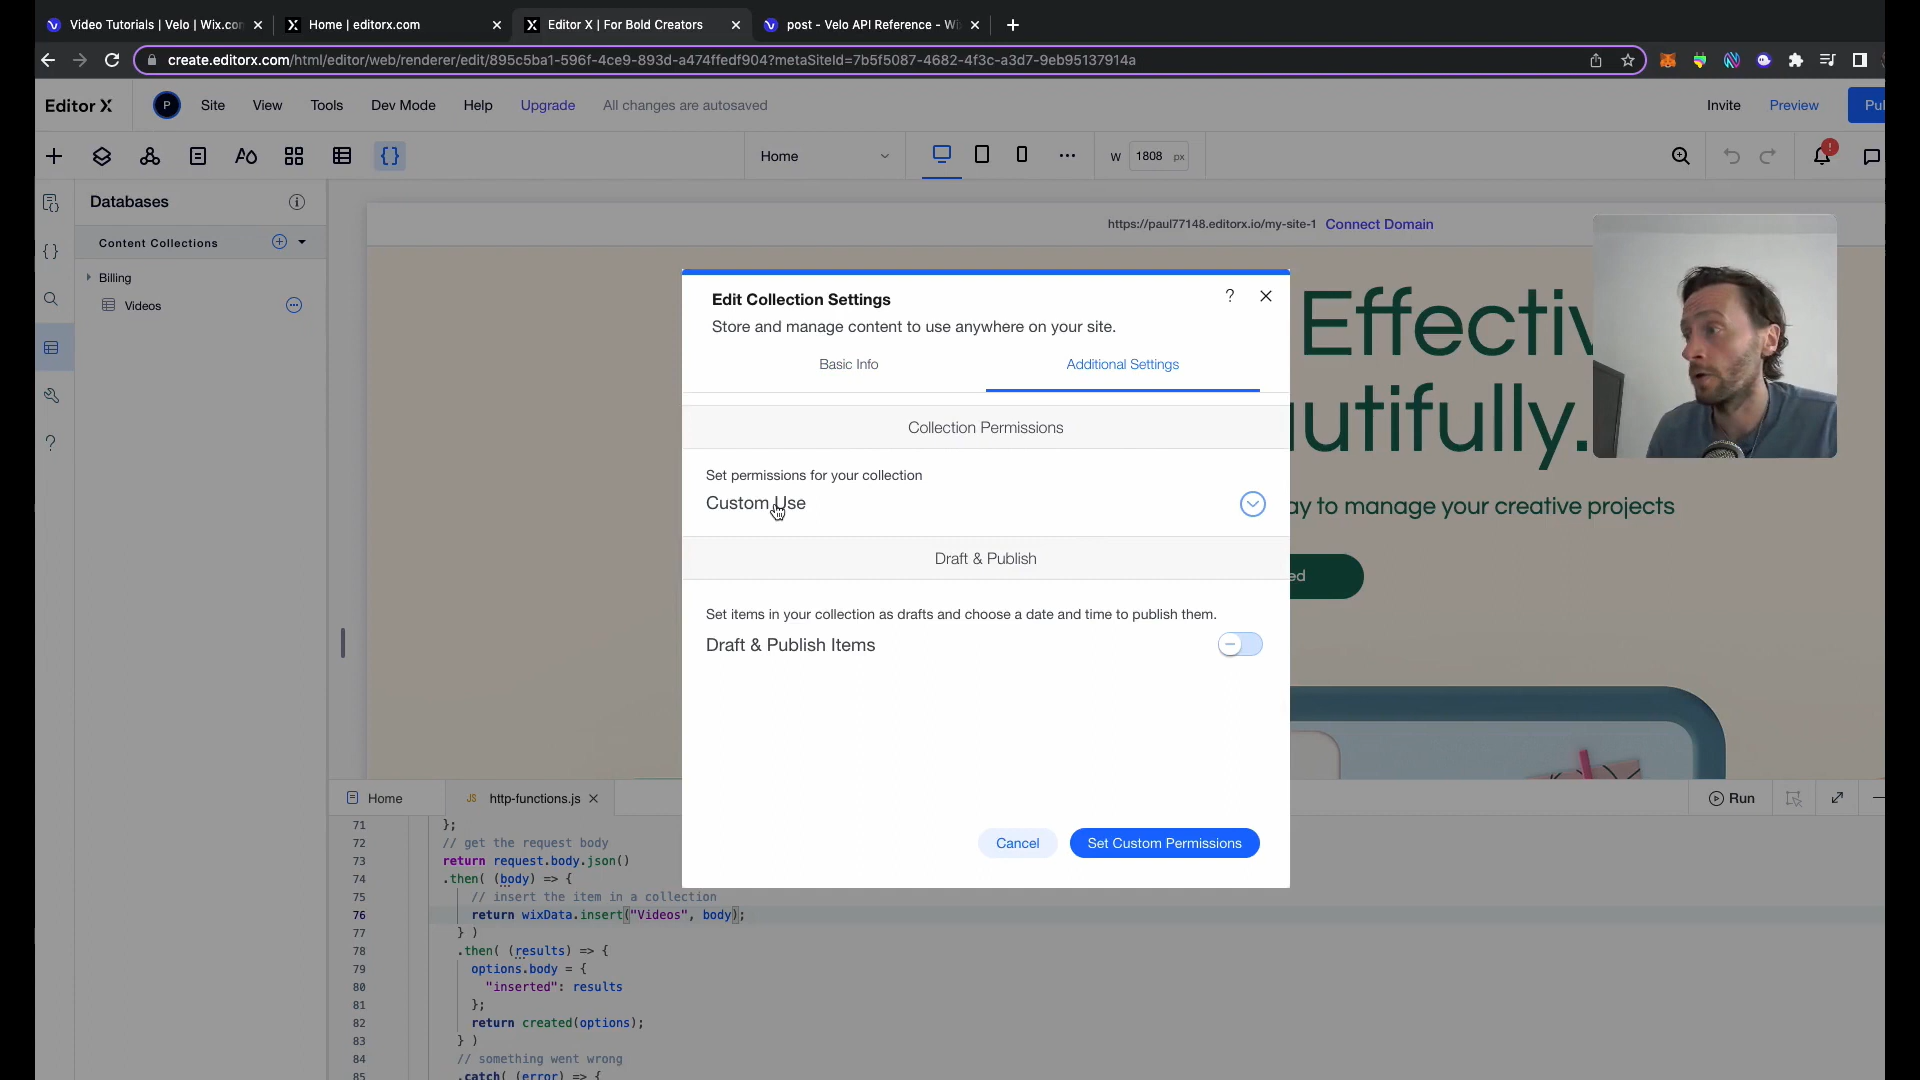 Video Tutorials | Velo | Wix.con
Home | editorx.com
Editor X | For Bold Creators
post - Velo API Reference - Wi
create.editorx.com/html/editor/web/renderer/edit/895c5ba1-596f-4ce9-893d-a474ffedf904?metaSiteId=7b5f5087-4682-4f3c-a3d7-9eb95137914a
Editor X
P
Site
View
Tools
Dev Mode
Help
Upgrade
All changes are autosaved
Invite
Preview
Pu
Home
W 1808 px
Databases
Content Collections
Billing
Videos
https://paul77148.editorx.io/my-site-1 Connect Domain
Effectiv
utifully.
ay to manage your creative projects
ed
Edit Collection Settings
Store and manage content to use anywhere on your site.
Basic Info
Additional Settings
Collection Permissions
Set permissions for your collection
Custom Use
Draft & Publish
Set items in your collection as drafts and choose a date and time to publish them.
Draft & Publish Items
Cancel
Set Custom Permissions
Home
JS http-functions.js
Run
71 };
72 // get the request body
73 return request.body.json()
74 .then( (body) => {
75 // insert the item in a collection
76 return wixData.insert("Videos", body);
77 } )
78 .then( (results) => {
79 options.body = {
80 "inserted": results
81 };
82 return created(options);
83 } )
84 // something went wrong
85 .catch( (error) => {